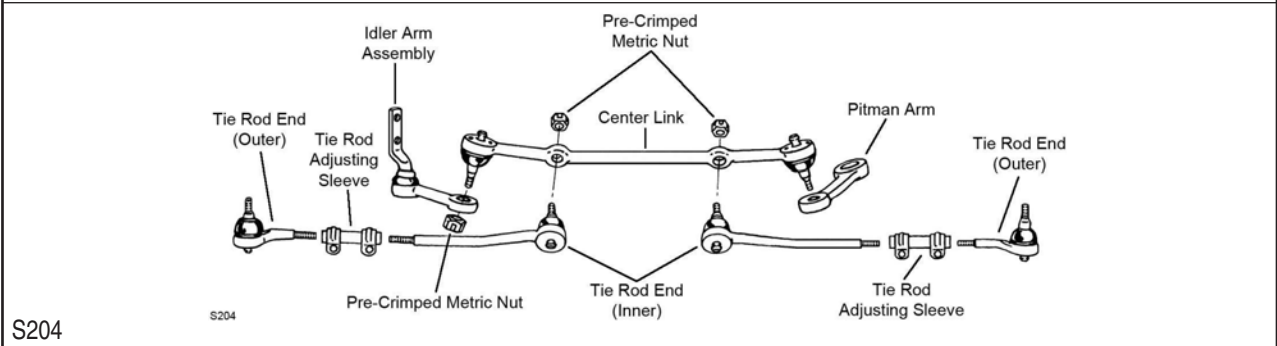 Pre-Crimped
Metric Nut
Idler Arm
Assembly
Center Link
Pitman Arm
Tie Rod End
(Outer)
Tie Rod
Adjusting
Sleeve
Tie Rod End
(Outer)
Pre-Crimped Metric Nut
Tie Rod End
(Inner)
Tie Rod
Adjusting Sleeve
S204
S204